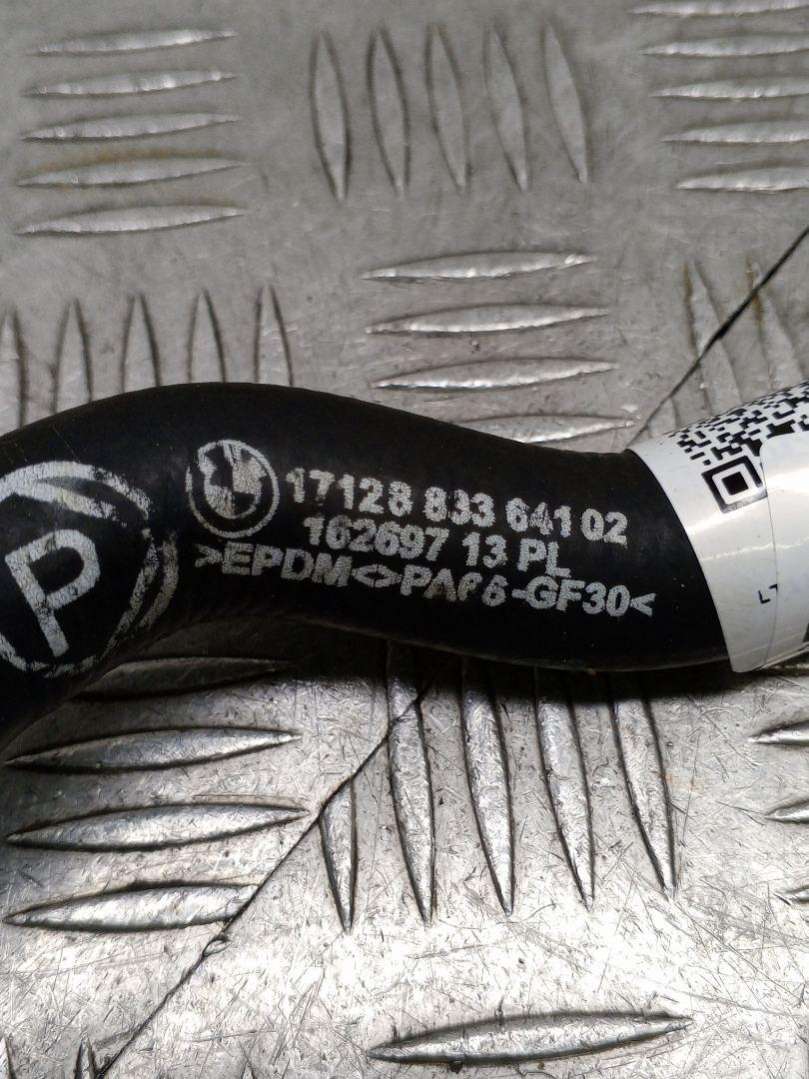 P
17128 833 641 02
162697 13 PL
>EPDM<>PA66-GF30<